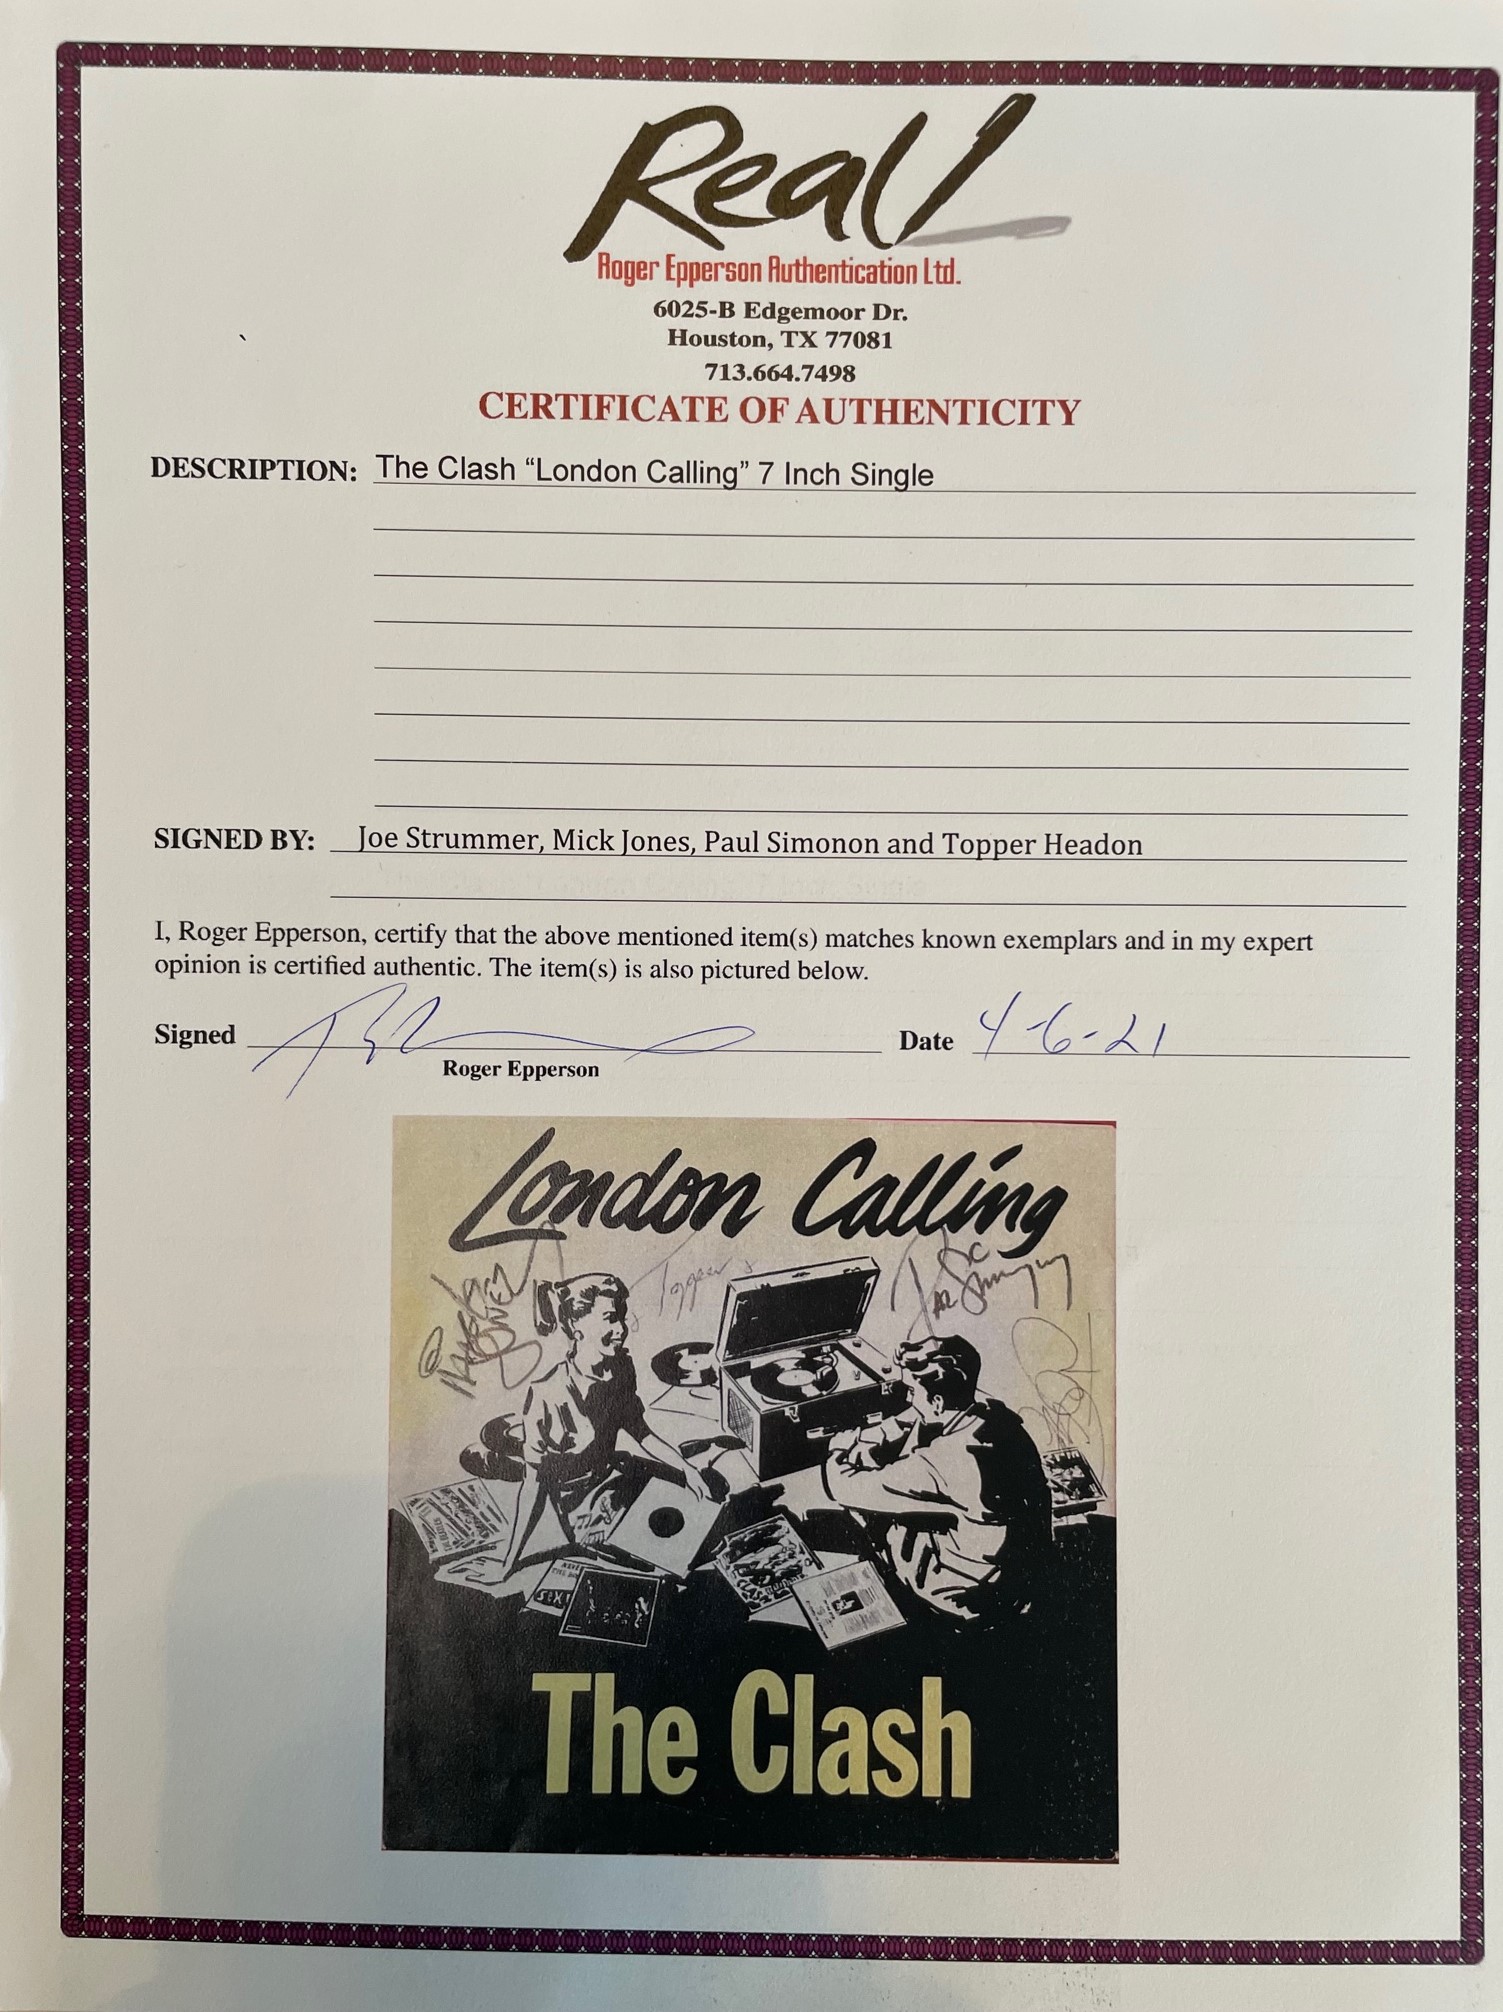 Real
Roger Epperson Authentication Ltd.
6025-B Edgemoor Dr.
Houston, TX 77081
713.664.7498
CERTIFICATE OF AUTHENTICITY
DESCRIPTION: The Clash “London Calling” 7 Inch Single
SIGNED BY: Joe Strummer, Mick Jones, Paul Simonon and Topper Headon
I, Roger Epperson, certify that the above mentioned item(s) matches known exemplars and in my expert
opinion is certified authentic. The item(s) is also pictured below.
Signed Date 4-6-21
Roger Epperson
London Calling
Topper
The Clash